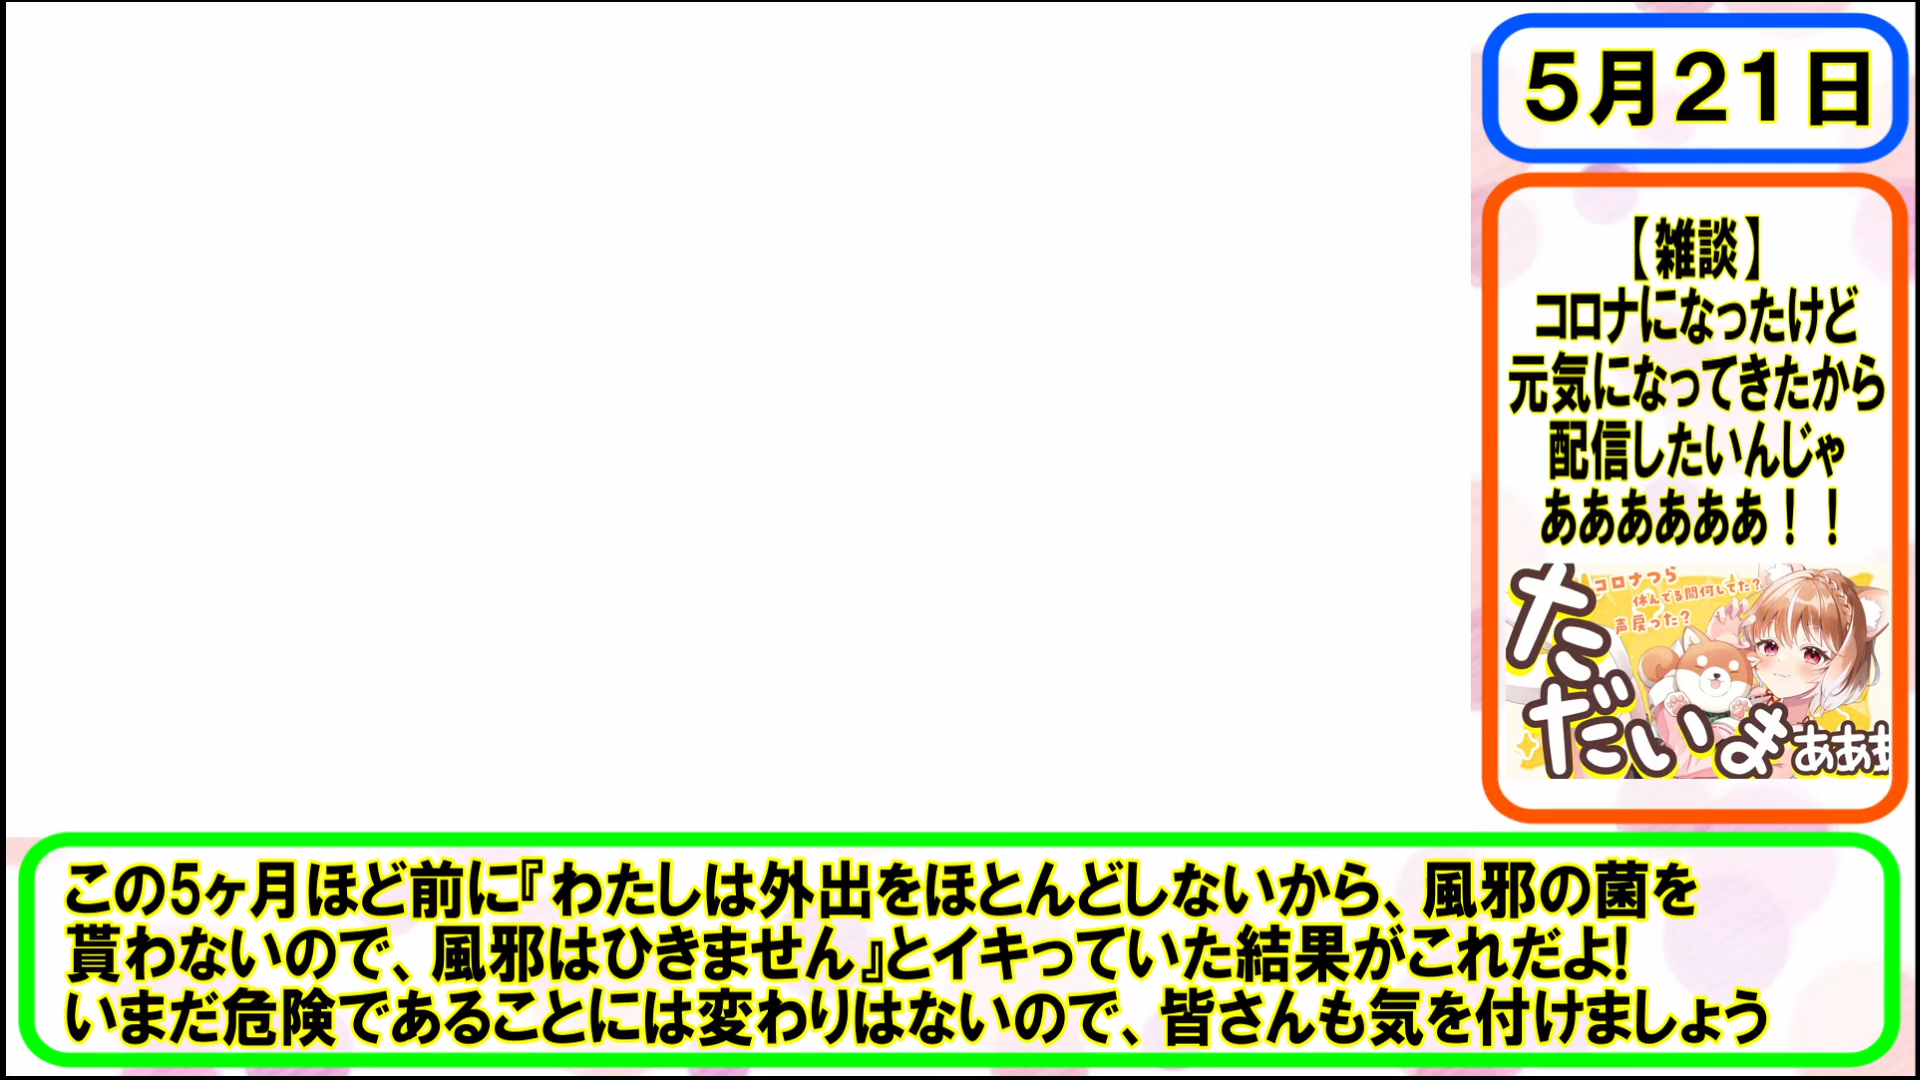 5月21日
【雑談】
コロナになったけど
元気になってきたから
配信したいんじゃ
ああああああ！！
コロナつら
休んでる間何してた?
声戻った?
ただいまぁぁぁ
この5ヶ月ほど前に『わたしは外出をほとんどしないから、風邪の菌を
貰わないので、風邪はひきません』とイキっていた結果がこれだよ!
いまだ危険であることには変わりはないので、皆さんも気を付けましょう